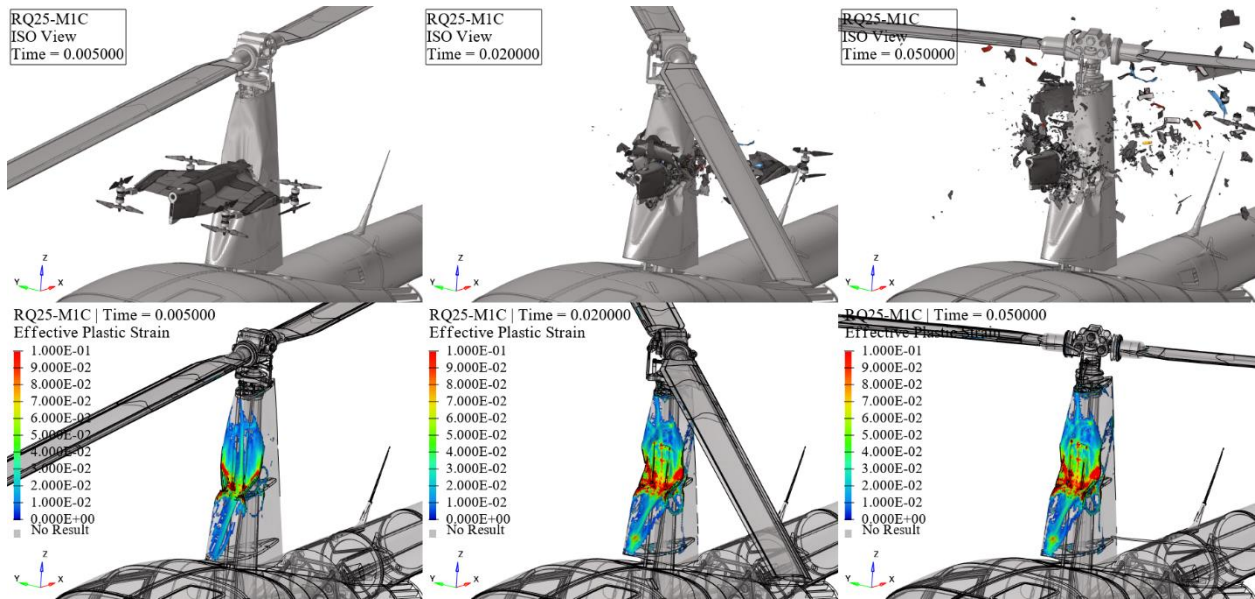 RQ25-M1C
ISO View
Time = 0.005000
Z
Y
X
RQ25-M1C
ISO View
Time = 0.020000
Z
Y
X
RQ25-M1C
ISO View
Time = 0.050000
Z
Y
X
RQ25-M1C | Time = 0.005000
Effective Plastic Strain
1.000E-01
9.000E-02
8.000E-02
7.000E-02
6.000E-02
5.000E-02
4.000E-02
3.000E-02
2.000E-02
1.000E-02
0.000E+00
No Result
Z
Y
X
RQ25-M1C | Time = 0.020000
Effective Plastic Strain
1.000E-01
9.000E-02
8.000E-02
7.000E-02
6.000E-02
5.000E-02
4.000E-02
3.000E-02
2.000E-02
1.000E-02
0.000E+00
No Result
Z
Y
X
RQ25-M1C | Time = 0.050000
Effective Plastic Strain
1.000E-01
9.000E-02
8.000E-02
7.000E-02
6.000E-02
5.000E-02
4.000E-02
3.000E-02
2.000E-02
1.000E-02
0.000E+00
No Result
Z
Y
X